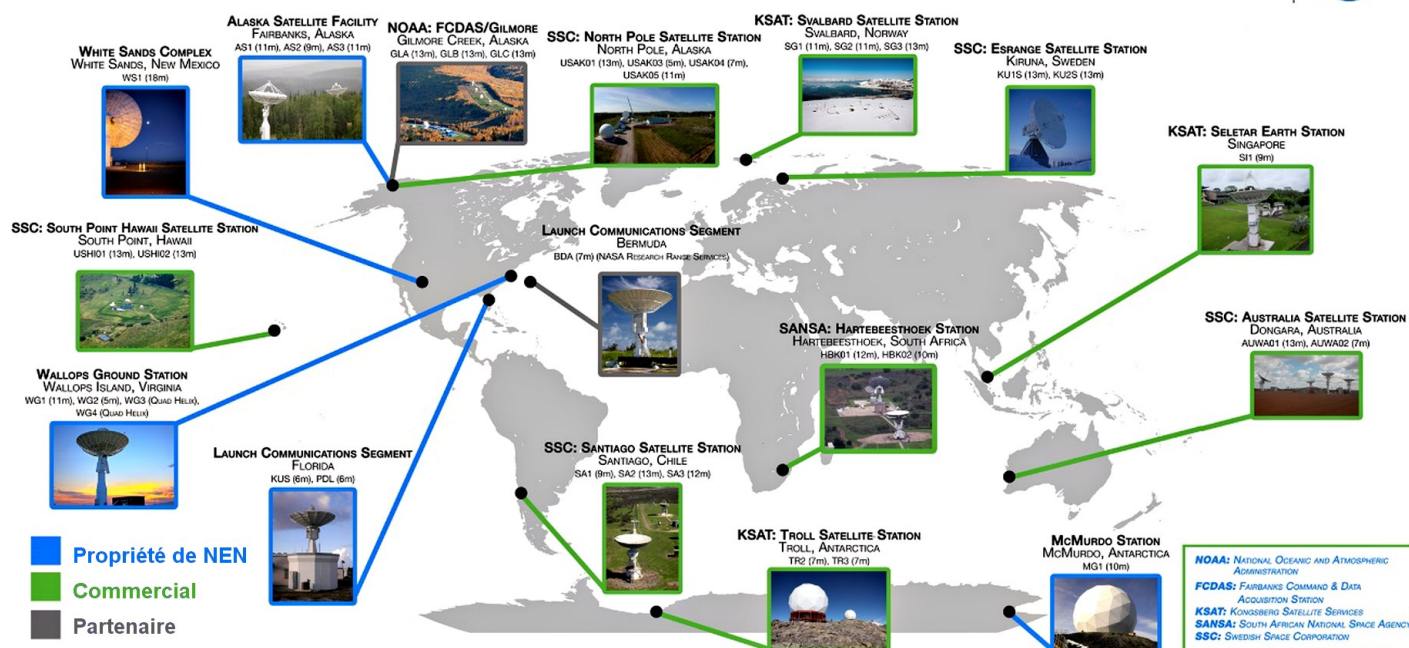 Alaska Satellite Facility
Fairbanks, Alaska
AS1 (11m), AS2 (9m), AS3 (11m)
NOAA: FCDAS/Gilmore
Gilmore Creek, Alaska
GLA (13m), GLB (13m), GLC (13m)
SSC: North Pole Satellite Station
North Pole, Alaska
USAK01 (13m), USAK03 (5m), USAK04 (7m),
USAK05 (11m)
KSAT: Svalbard Satellite Station
Svalbard, Norway
SG1 (11m), SG2 (11m), SG3 (13m)
SSC: Esrange Satellite Station
Kiruna, Sweden
KU1S (13m), KU2S (13m)
White Sands Complex
White Sands, New Mexico
WS1 (18m)
KSAT: Seletar Earth Station
Singapore
SI1 (9m)
SSC: South Point Hawaii Satellite Station
South Point, Hawaii
USHI01 (13m), USHI02 (13m)
Launch Communications Segment
Bermuda
BDA (7m) (NASA Research Range Services)
SANSA: Hartebeesthoek Station
Hartebeesthoek, South Africa
HBK01 (12m), HBK02 (10m)
SSC: Australia Satellite Station
Dongara, Australia
AUWA01 (13m), AUWA02 (7m)
Wallops Ground Station
Wallops Island, Virginia
WG1 (11m), WG2 (5m), WG3 (Quad Helix),
WG4 (Quad Helix)
Launch Communications Segment
Florida
KUS (6m), PDL (6m)
SSC: Santiago Satellite Station
Santiago, Chile
SA1 (9m), SA2 (13m), SA3 (12m)
KSAT: Troll Satellite Station
Troll, Antarctica
TR2 (7m), TR3 (7m)
McMurdo Station
McMurdo, Antarctica
MG1 (10m)
Propriété de NEN
Commercial
Partenaire
NOAA: National Oceanic and Atmospheric
Administration
FCDAS: Fairbanks Command & Data
Acquisition Station
KSAT: Kongsberg Satellite Services
SANSA: South African National Space Agency
SSC: Swedish Space Corporation